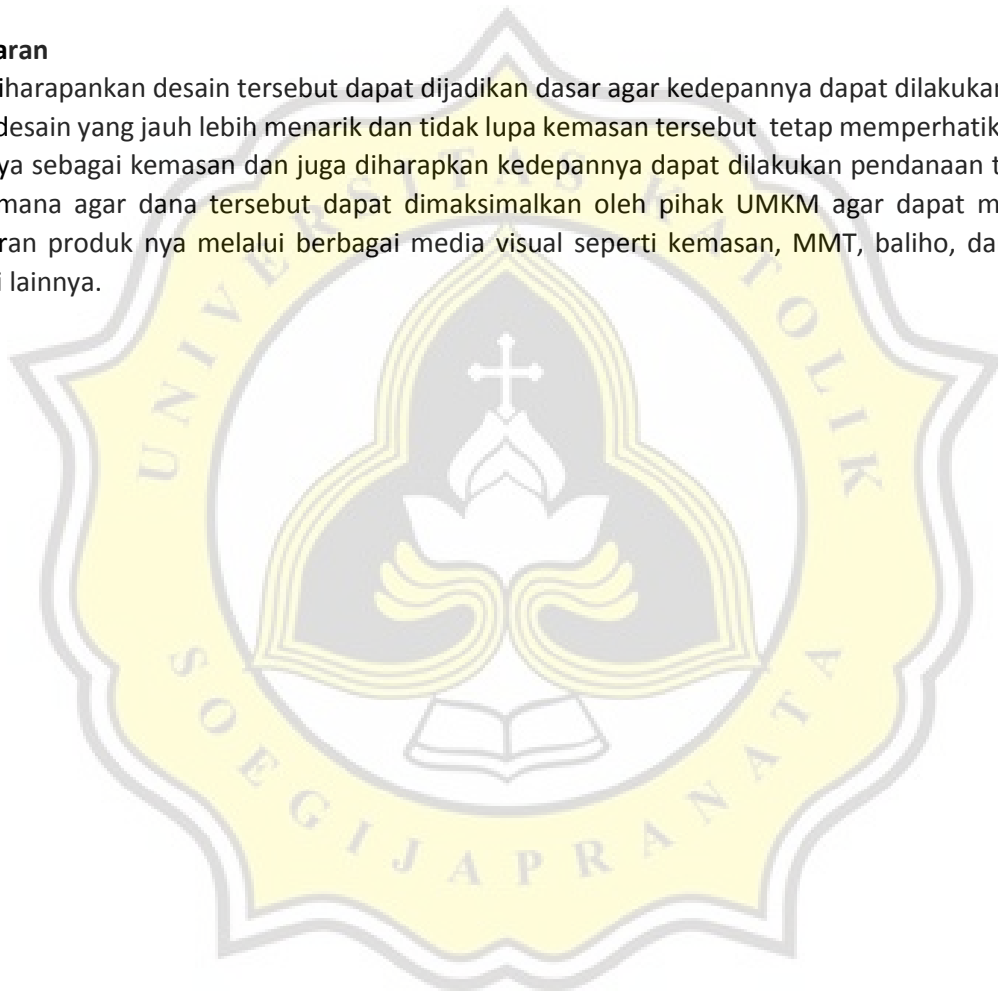 aran
iharapankan desain tersebut dapat dijadikan dasar agar kedepannya dapat dilakukan
desain yang jauh lebih menarik dan tidak lupa kemasan tersebut tetap memperhatik
ya sebagai kemasan dan juga diharapkan kedepannya dapat dilakukan pendanaan t
mana agar dana tersebut dapat dimaksimalkan oleh pihak UMKM agar dapat m
ran produk nya melalui berbagai media visual seperti kemasan, MMT, baliho, da
i lainnya.
UNIVERSITAS KATOLIK
SOEGIJAPRANATA